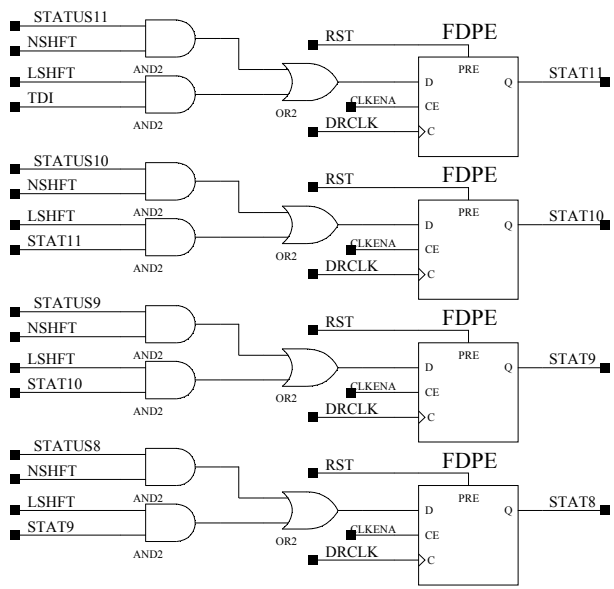 STATUS11
RST
FDPE
NSHFT
PRE
AND2
LSHFT
D
Q
STAT11
TDI
CLKENA
CE
OR2
AND2
DRCLK
C
STATUS10
RST
FDPE
NSHFT
PRE
AND2
LSHFT
D
Q
STAT10
STAT11
CLKENA
CE
OR2
AND2
DRCLK
C
STATUS9
RST
FDPE
NSHFT
PRE
AND2
LSHFT
D
Q
STAT9
STAT10
CLKENA
CE
OR2
AND2
DRCLK
C
STATUS8
RST
FDPE
NSHFT
PRE
AND2
LSHFT
D
Q
STAT8
STAT9
CLKENA
CE
OR2
AND2
DRCLK
C